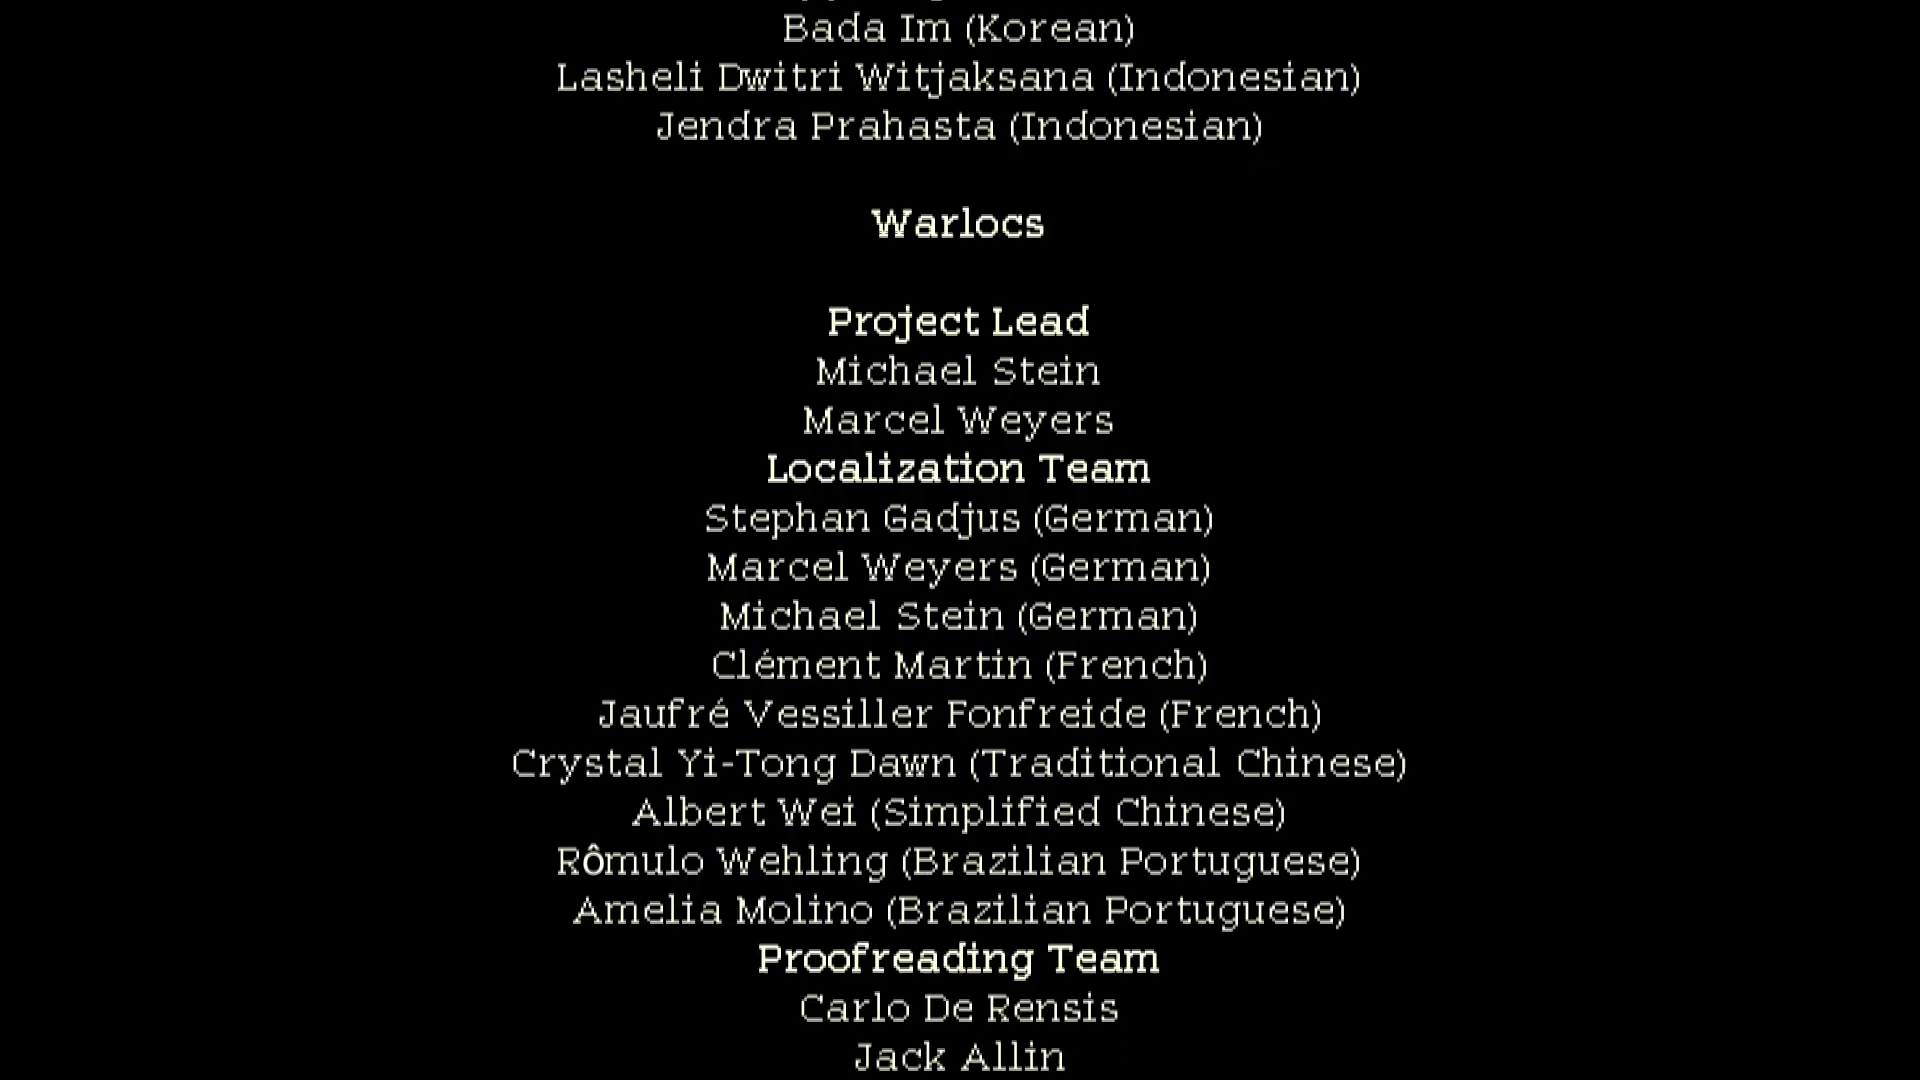 Bada Im (Korean)
Lasheli Dwitri Witjaksana (Indonesian)
Jendra Prahasta (Indonesian)
Warlocs
Project Lead
Michael Stein
Marcel Weyers
Localization Team
Stephan Gadjus (German)
Marcel Weyers (German)
Michael Stein (German)
Clément Martin (French)
Jaufré Vessiller Fonfreide (French)
Crystal Yi-Tong Dawn (Traditional Chinese)
Albert Wei (Simplified Chinese)
Rômulo Wehling (Brazilian Portuguese)
Amelia Molino (Brazilian Portuguese)
Proofreading Team
Carlo De Rensis
Jack Allin